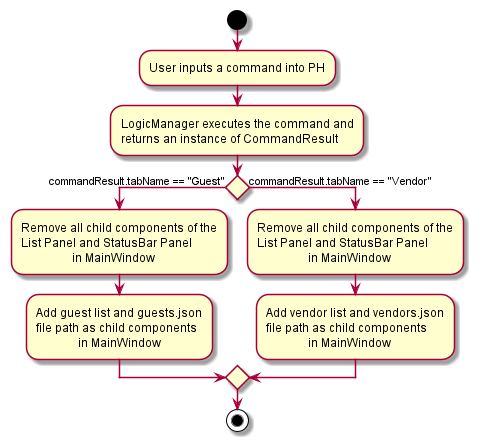 User inputs a command into PH
LogicManager executes the command and
returns an instance of CommandResult
commandResult.tabName == "Guest"
commandResult.tabName == "Vendor"
Remove all child components of the
List Panel and StatusBar Panel
in MainWindow
Remove all child components of the
List Panel and StatusBar Panel
in MainWindow
Add guest list and guests.json
file path as child components
in MainWindow
Add vendor list and vendors.json
file path as child components
in MainWindow